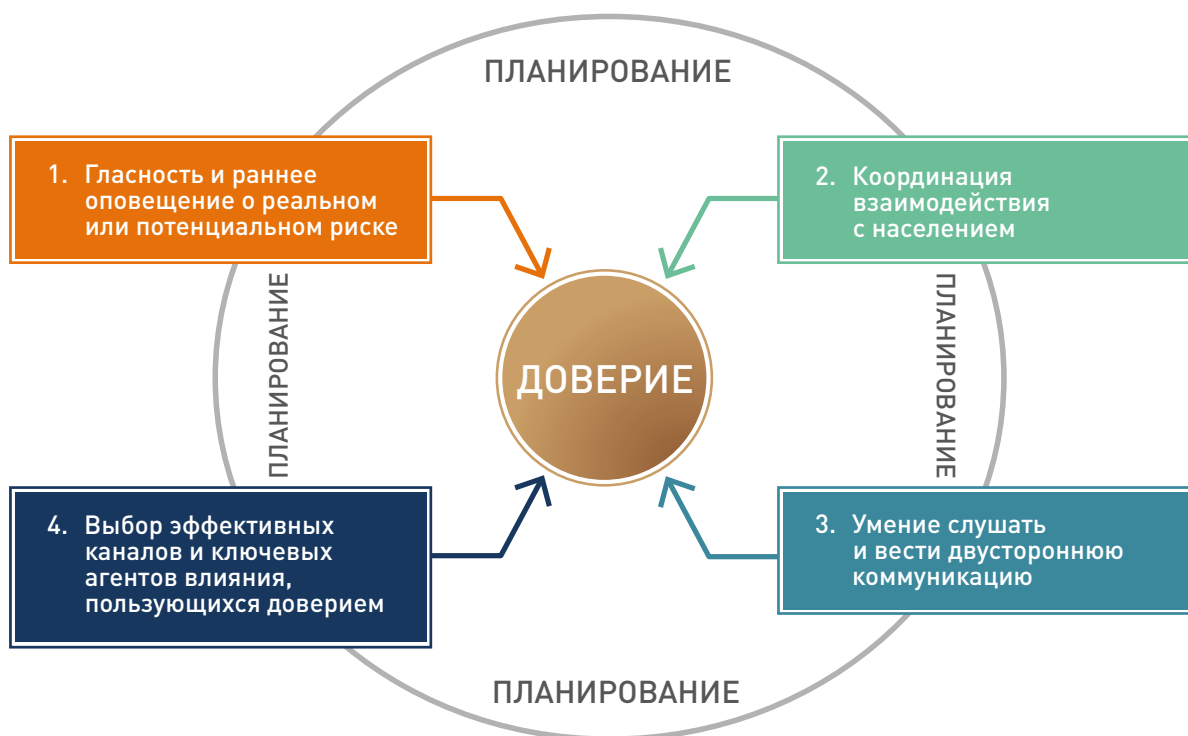 ПЛАНИРОВАНИЕ
1. Гласность и раннее
оповещение о реальном
или потенциальном риске
2. Координация
взаимодействия
с населением
ПЛАНИРОВАНИЕ
ДОВЕРИЕ
ПЛАНИРОВАНИЕ
4. Выбор эффективных
каналов и ключевых
агентов влияния,
пользующихся доверием
3. Умение слушать
и вести двустороннюю
коммуникацию
ПЛАНИРОВАНИЕ